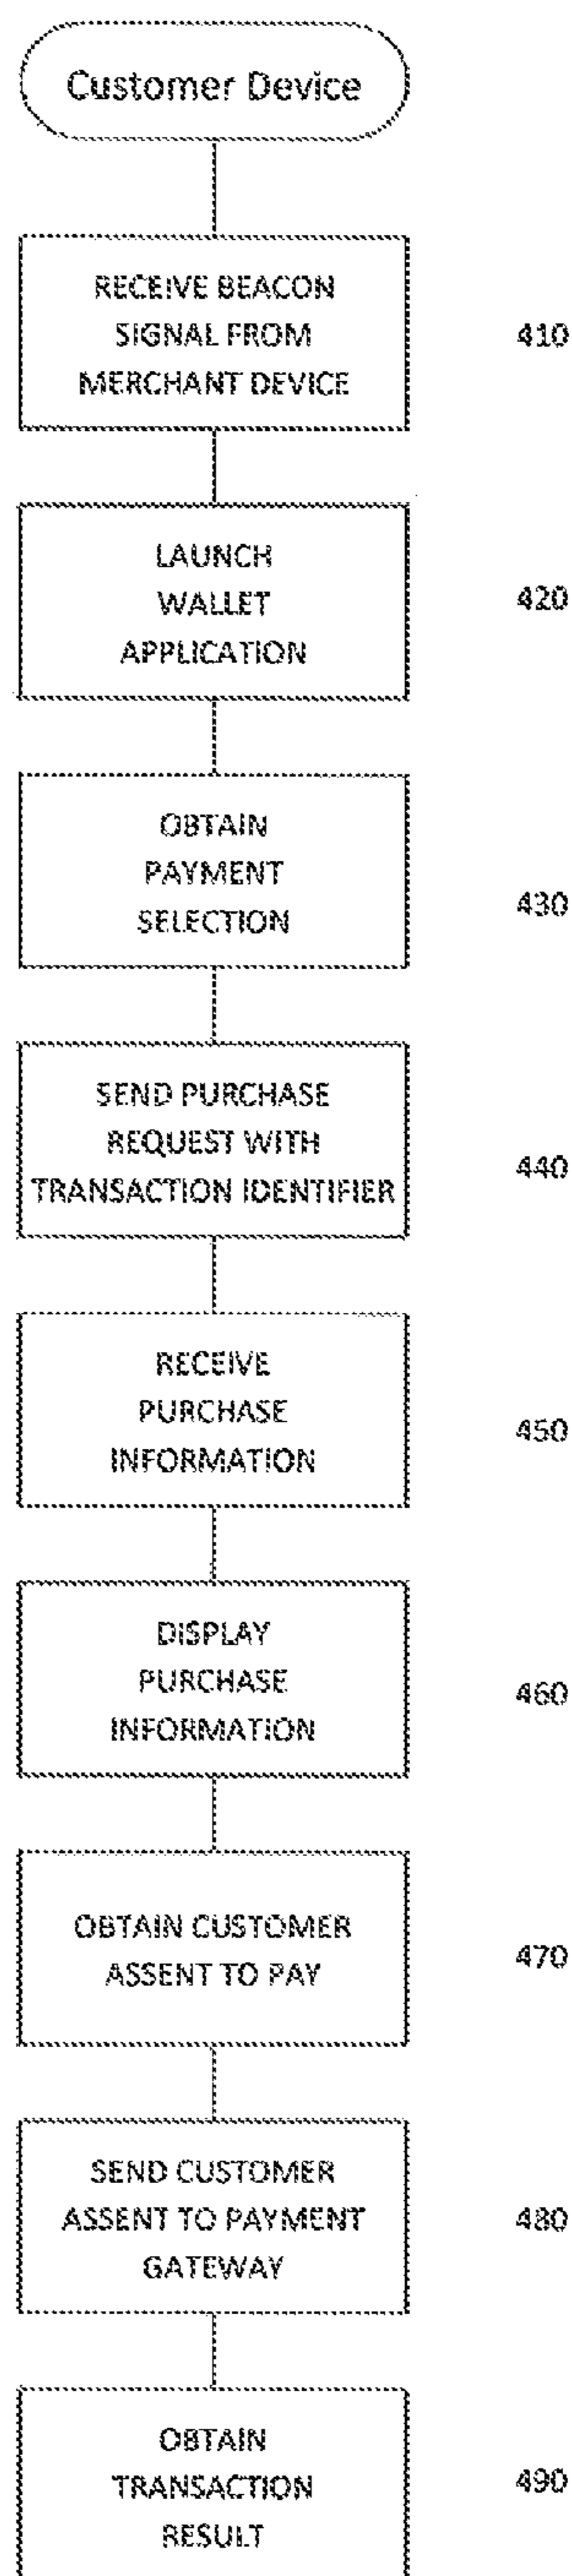 Customer Device
RECEIVE BEACON
SIGNAL FROM
MERCHANT DEVICE
410
LAUNCH
WALLET
APPLICATION
420
OBTAIN
PAYMENT
SELECTION
430
SEND PURCHASE
REQUEST WITH
TRANSACTION IDENTIFIER
440
RECEIVE
PURCHASE
INFORMATION
450
DISPLAY
PURCHASE
INFORMATION
460
OBTAIN CUSTOMER
ASSENT TO PAY
470
SEND CUSTOMER
ASSENT TO PAYMENT
GATEWAY
480
OBTAIN
TRANSACTION
RESULT
490